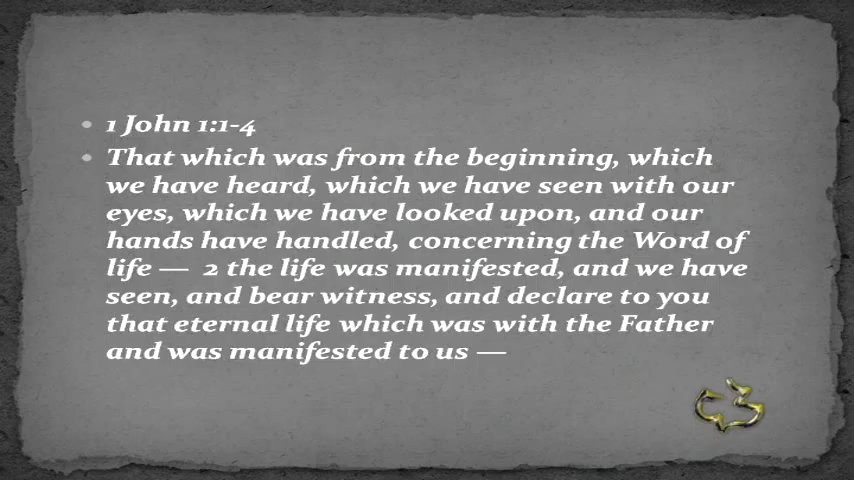 1 John 1:1-4
That which was from the beginning, which
we have heard, which we have seen with our
eyes, which we have looked upon, and our
hands have handled, concerning the Word of
life — 2 the life was manifested, and we have
seen, and bear witness, and declare to you
that eternal life which was with the Father
and was manifested to us —